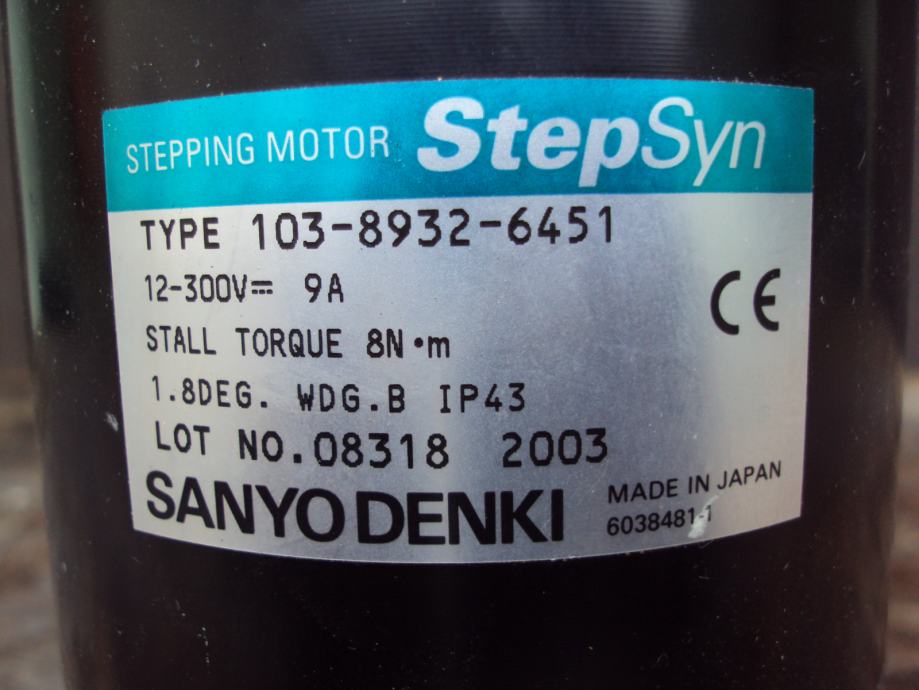 STEPPING MOTOR StepSyn
TYPE 103-8932-6451
12-300V⎓ 9A
CE
STALL TORQUE 8N·m
1.8DEG. WDG.B IP43
LOT NO.08318 2003
SANYO DENKI
MADE IN JAPAN
6038481-1